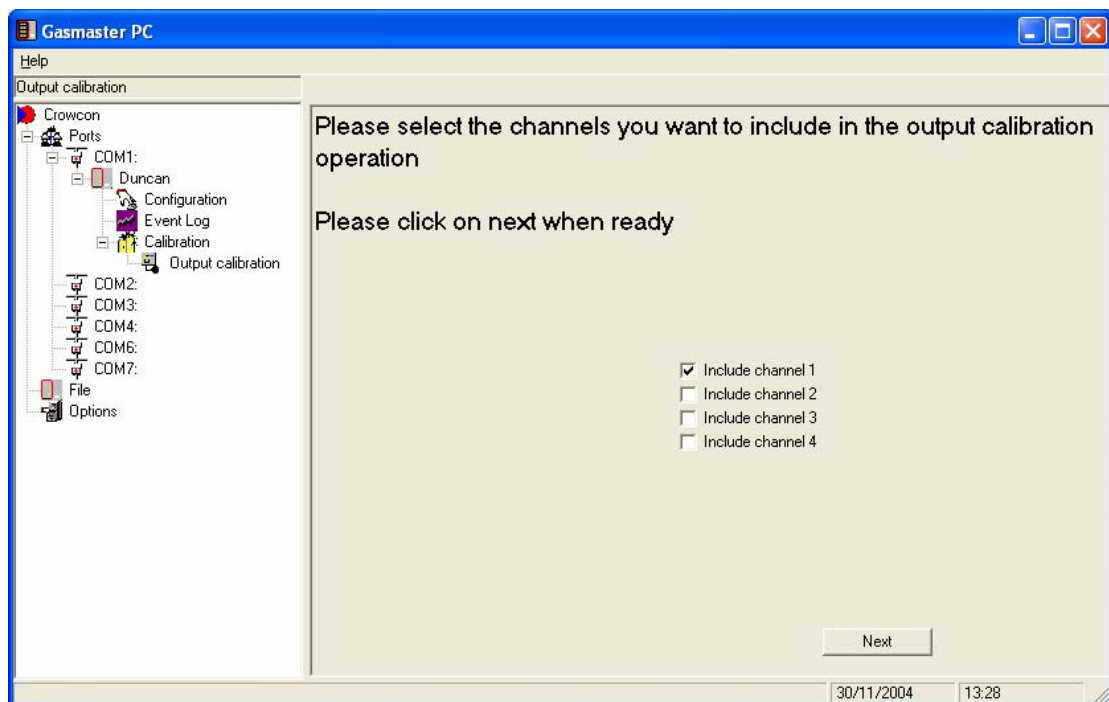 Gasmaster PC
Help
Output calibration
Crowcon
Ports
COM1:
Duncan
Configuration
Event Log
Calibration
Output calibration
COM2:
COM3:
COM4:
COM6:
COM7:
File
Options
Please select the channels you want to include in the output calibration
operation
Please click on next when ready
Include channel 1
Include channel 2
Include channel 3
Include channel 4
Next
30/11/2004
13:28